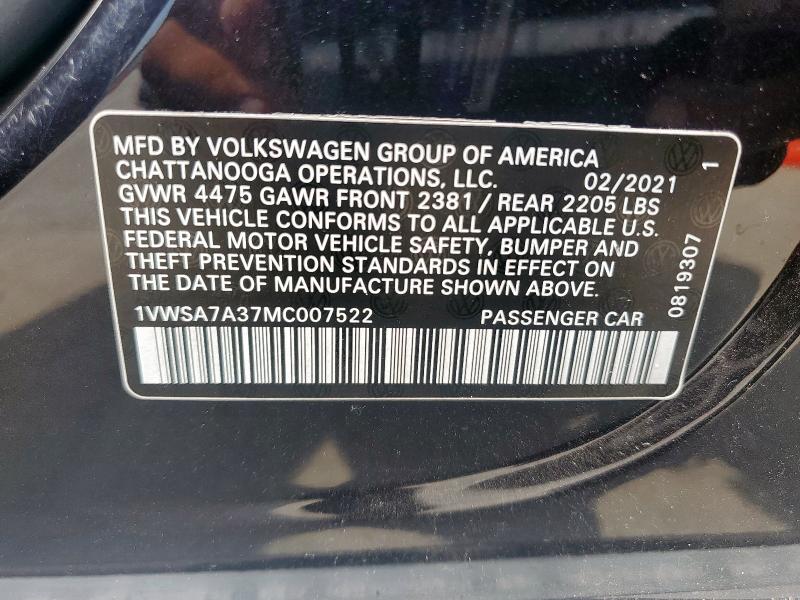 MFD BY VOLKSWAGEN GROUP OF AMERICA
CHATTANOOGA OPERATIONS, LLC. 02/2021
GVWR 4475 GAWR FRONT 2381 / REAR 2205 LBS
THIS VEHICLE CONFORMS TO ALL APPLICABLE U.S.
FEDERAL MOTOR VEHICLE SAFETY, BUMPER AND
THEFT PREVENTION STANDARDS IN EFFECT ON
THE DATE OF MANUFACTURE SHOWN ABOVE.
1VWSA7A37MC007522 PASSENGER CAR
0819307 1